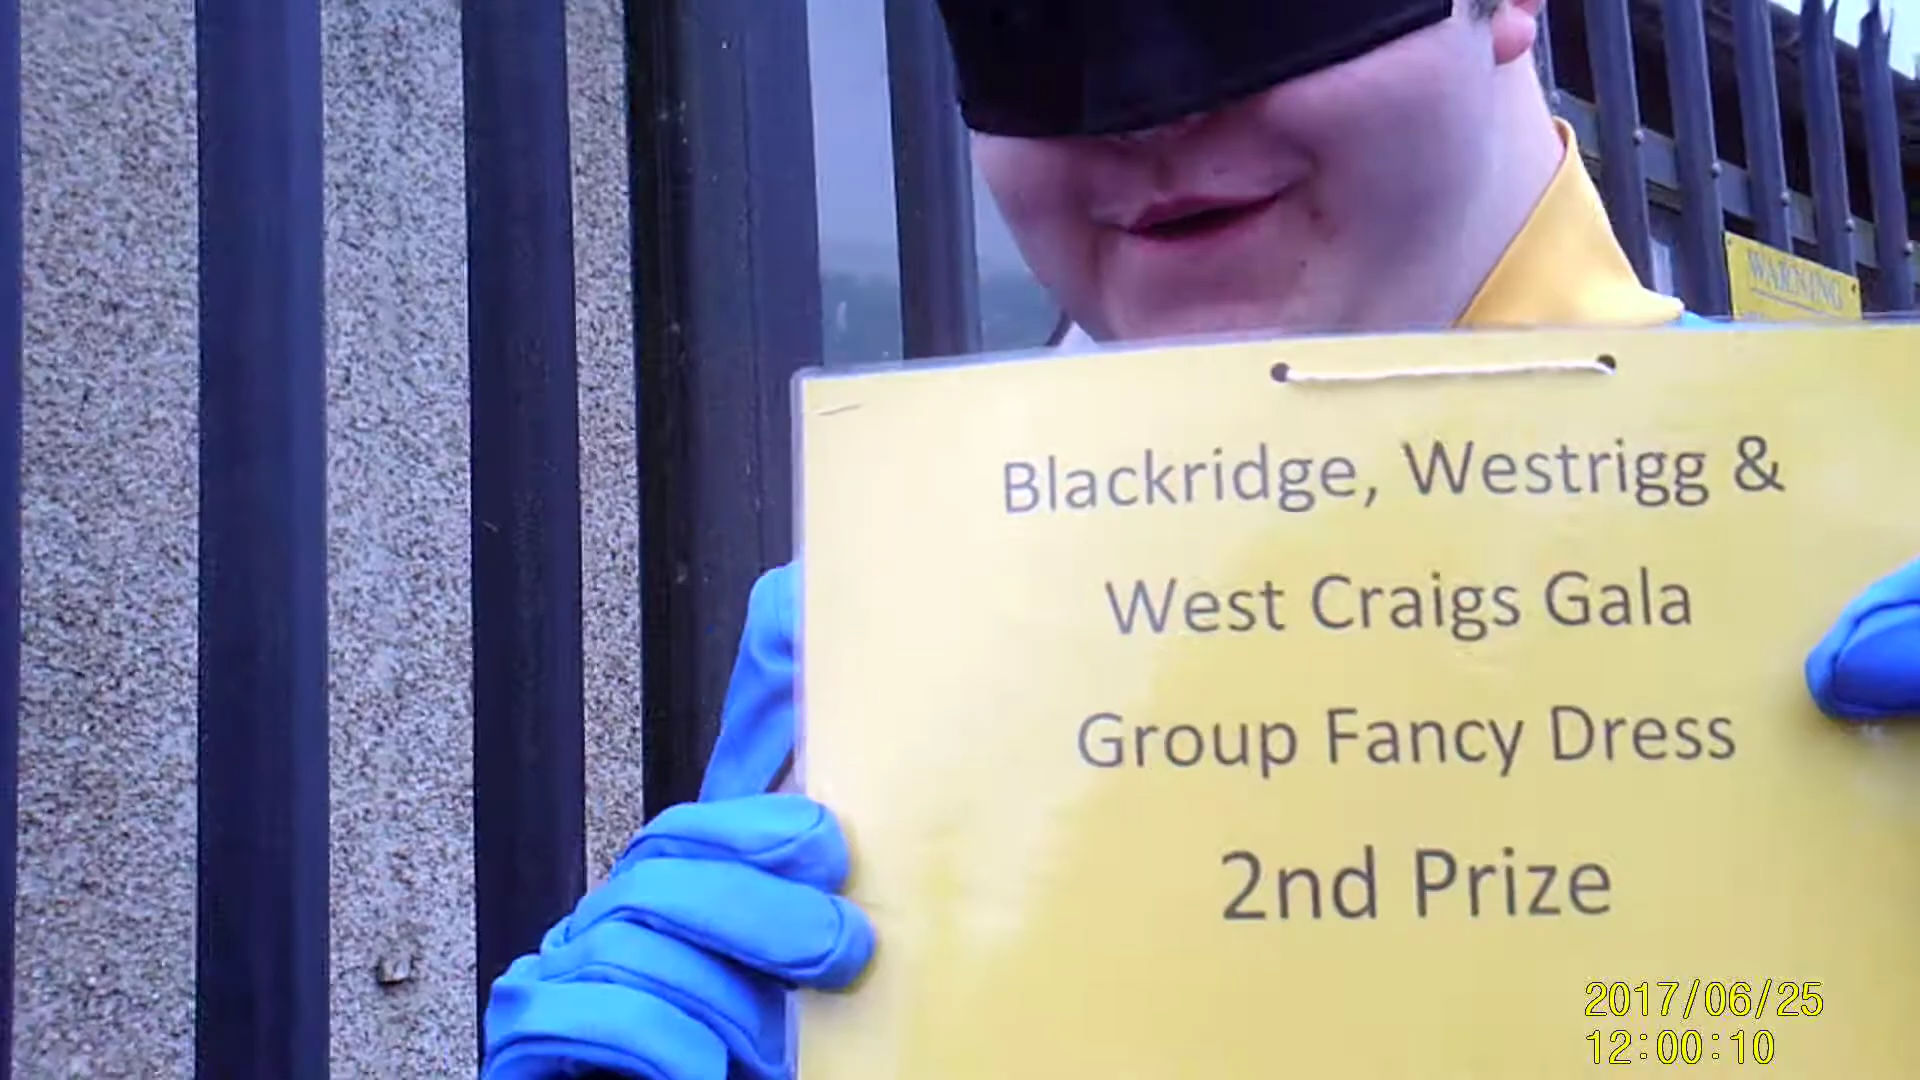 WARNING
Blackridge, Westrigg &
West Craigs Gala
Group Fancy Dress
2nd Prize
2017/06/25
12:00:10